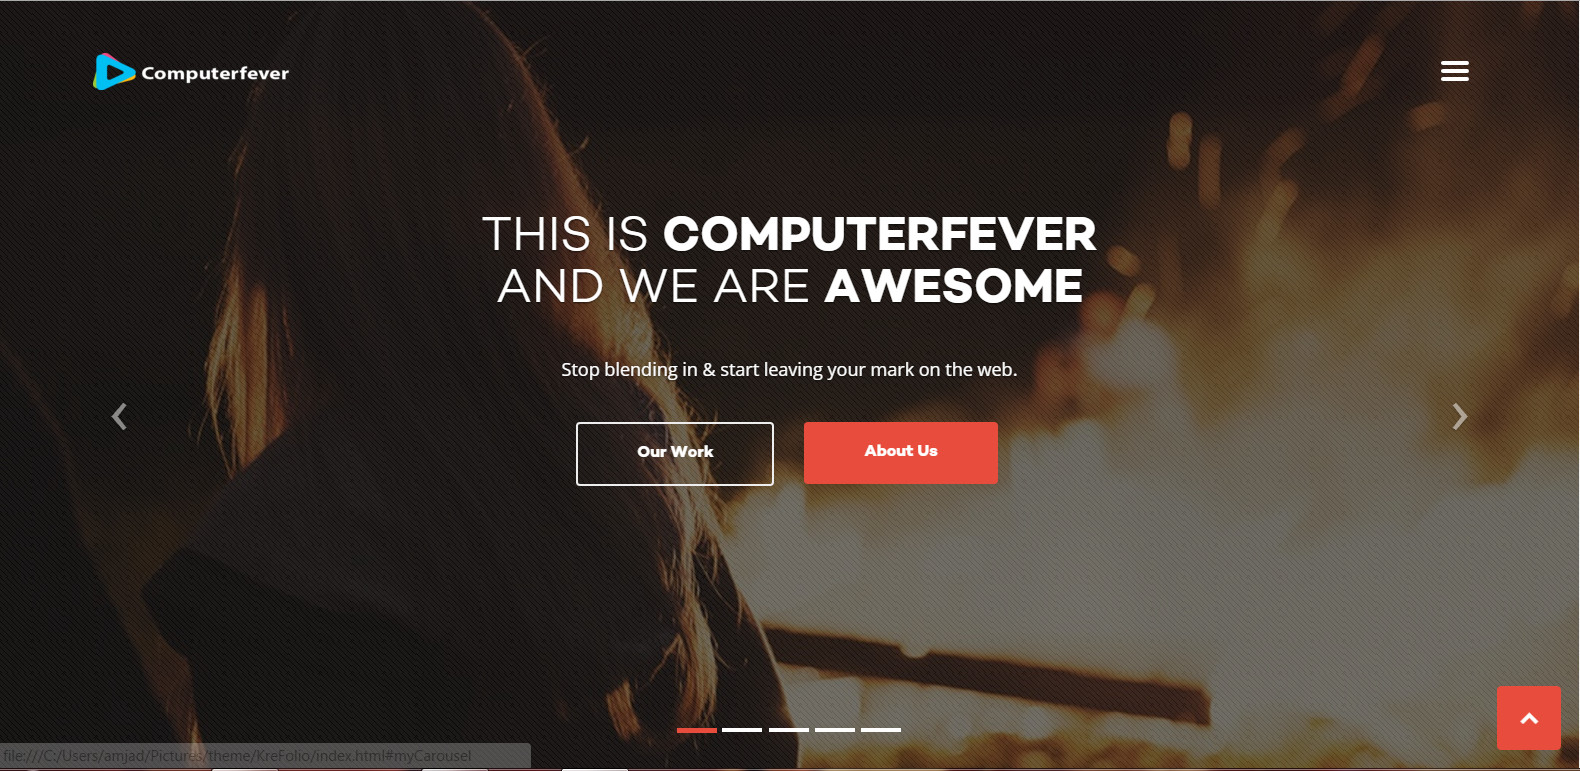 Computerfever
THIS IS COMPUTERFEVER
AND WE ARE AWESOME
Stop blending in & start leaving your mark on the web.
Our Work
About Us
file:///C:/Users/amjad/Pictures/theme/KreFolio/index.html#myCarousel